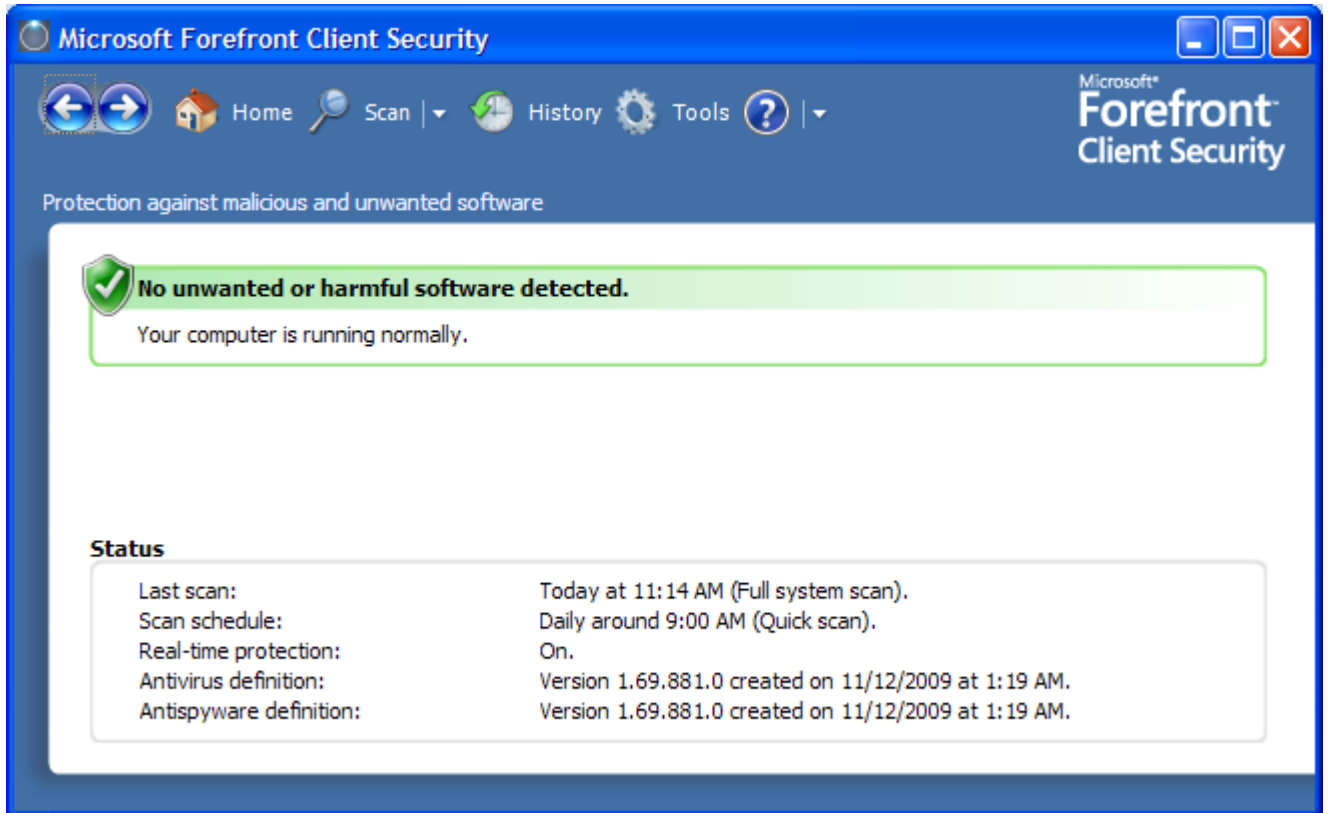 Microsoft Forefront Client Security
Home Scan History Tools ?
Microsoft®
Forefront™
Client Security
Protection against malicious and unwanted software
No unwanted or harmful software detected.
Your computer is running normally.
Status
Last scan: Today at 11:14 AM (Full system scan).
Scan schedule: Daily around 9:00 AM (Quick scan).
Real-time protection: On.
Antivirus definition: Version 1.69.881.0 created on 11/12/2009 at 1:19 AM.
Antispyware definition: Version 1.69.881.0 created on 11/12/2009 at 1:19 AM.